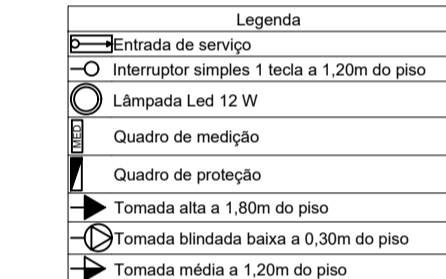 Legenda
Entrada de serviço
Interruptor simples 1 tecla a 1,20m do piso
Lâmpada Led 12 W
MED
Quadro de medição
Quadro de proteção
Tomada alta a 1,80m do piso
Tomada blindada baixa a 0,30m do piso
Tomada média a 1,20m do piso